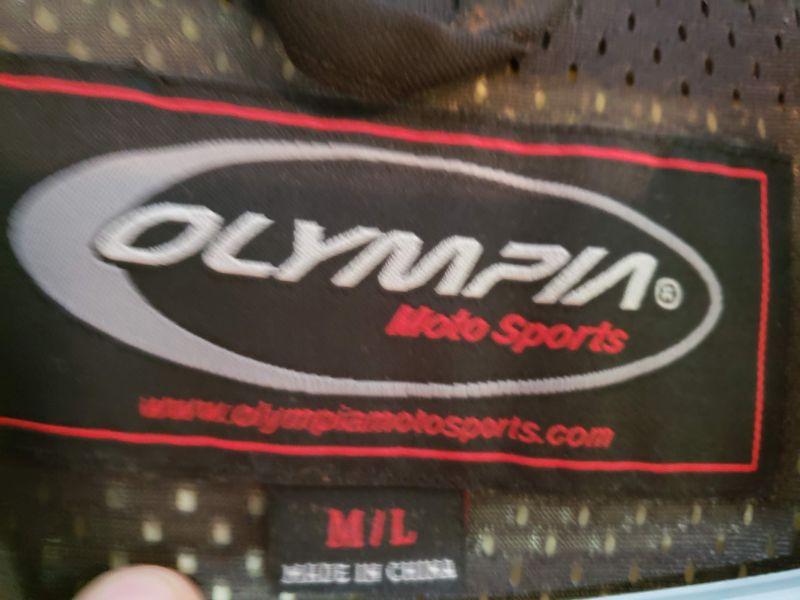 OLYMPIA®
Moto Sports
www.olympiamotosports.com
M/L
MADE IN CHINA